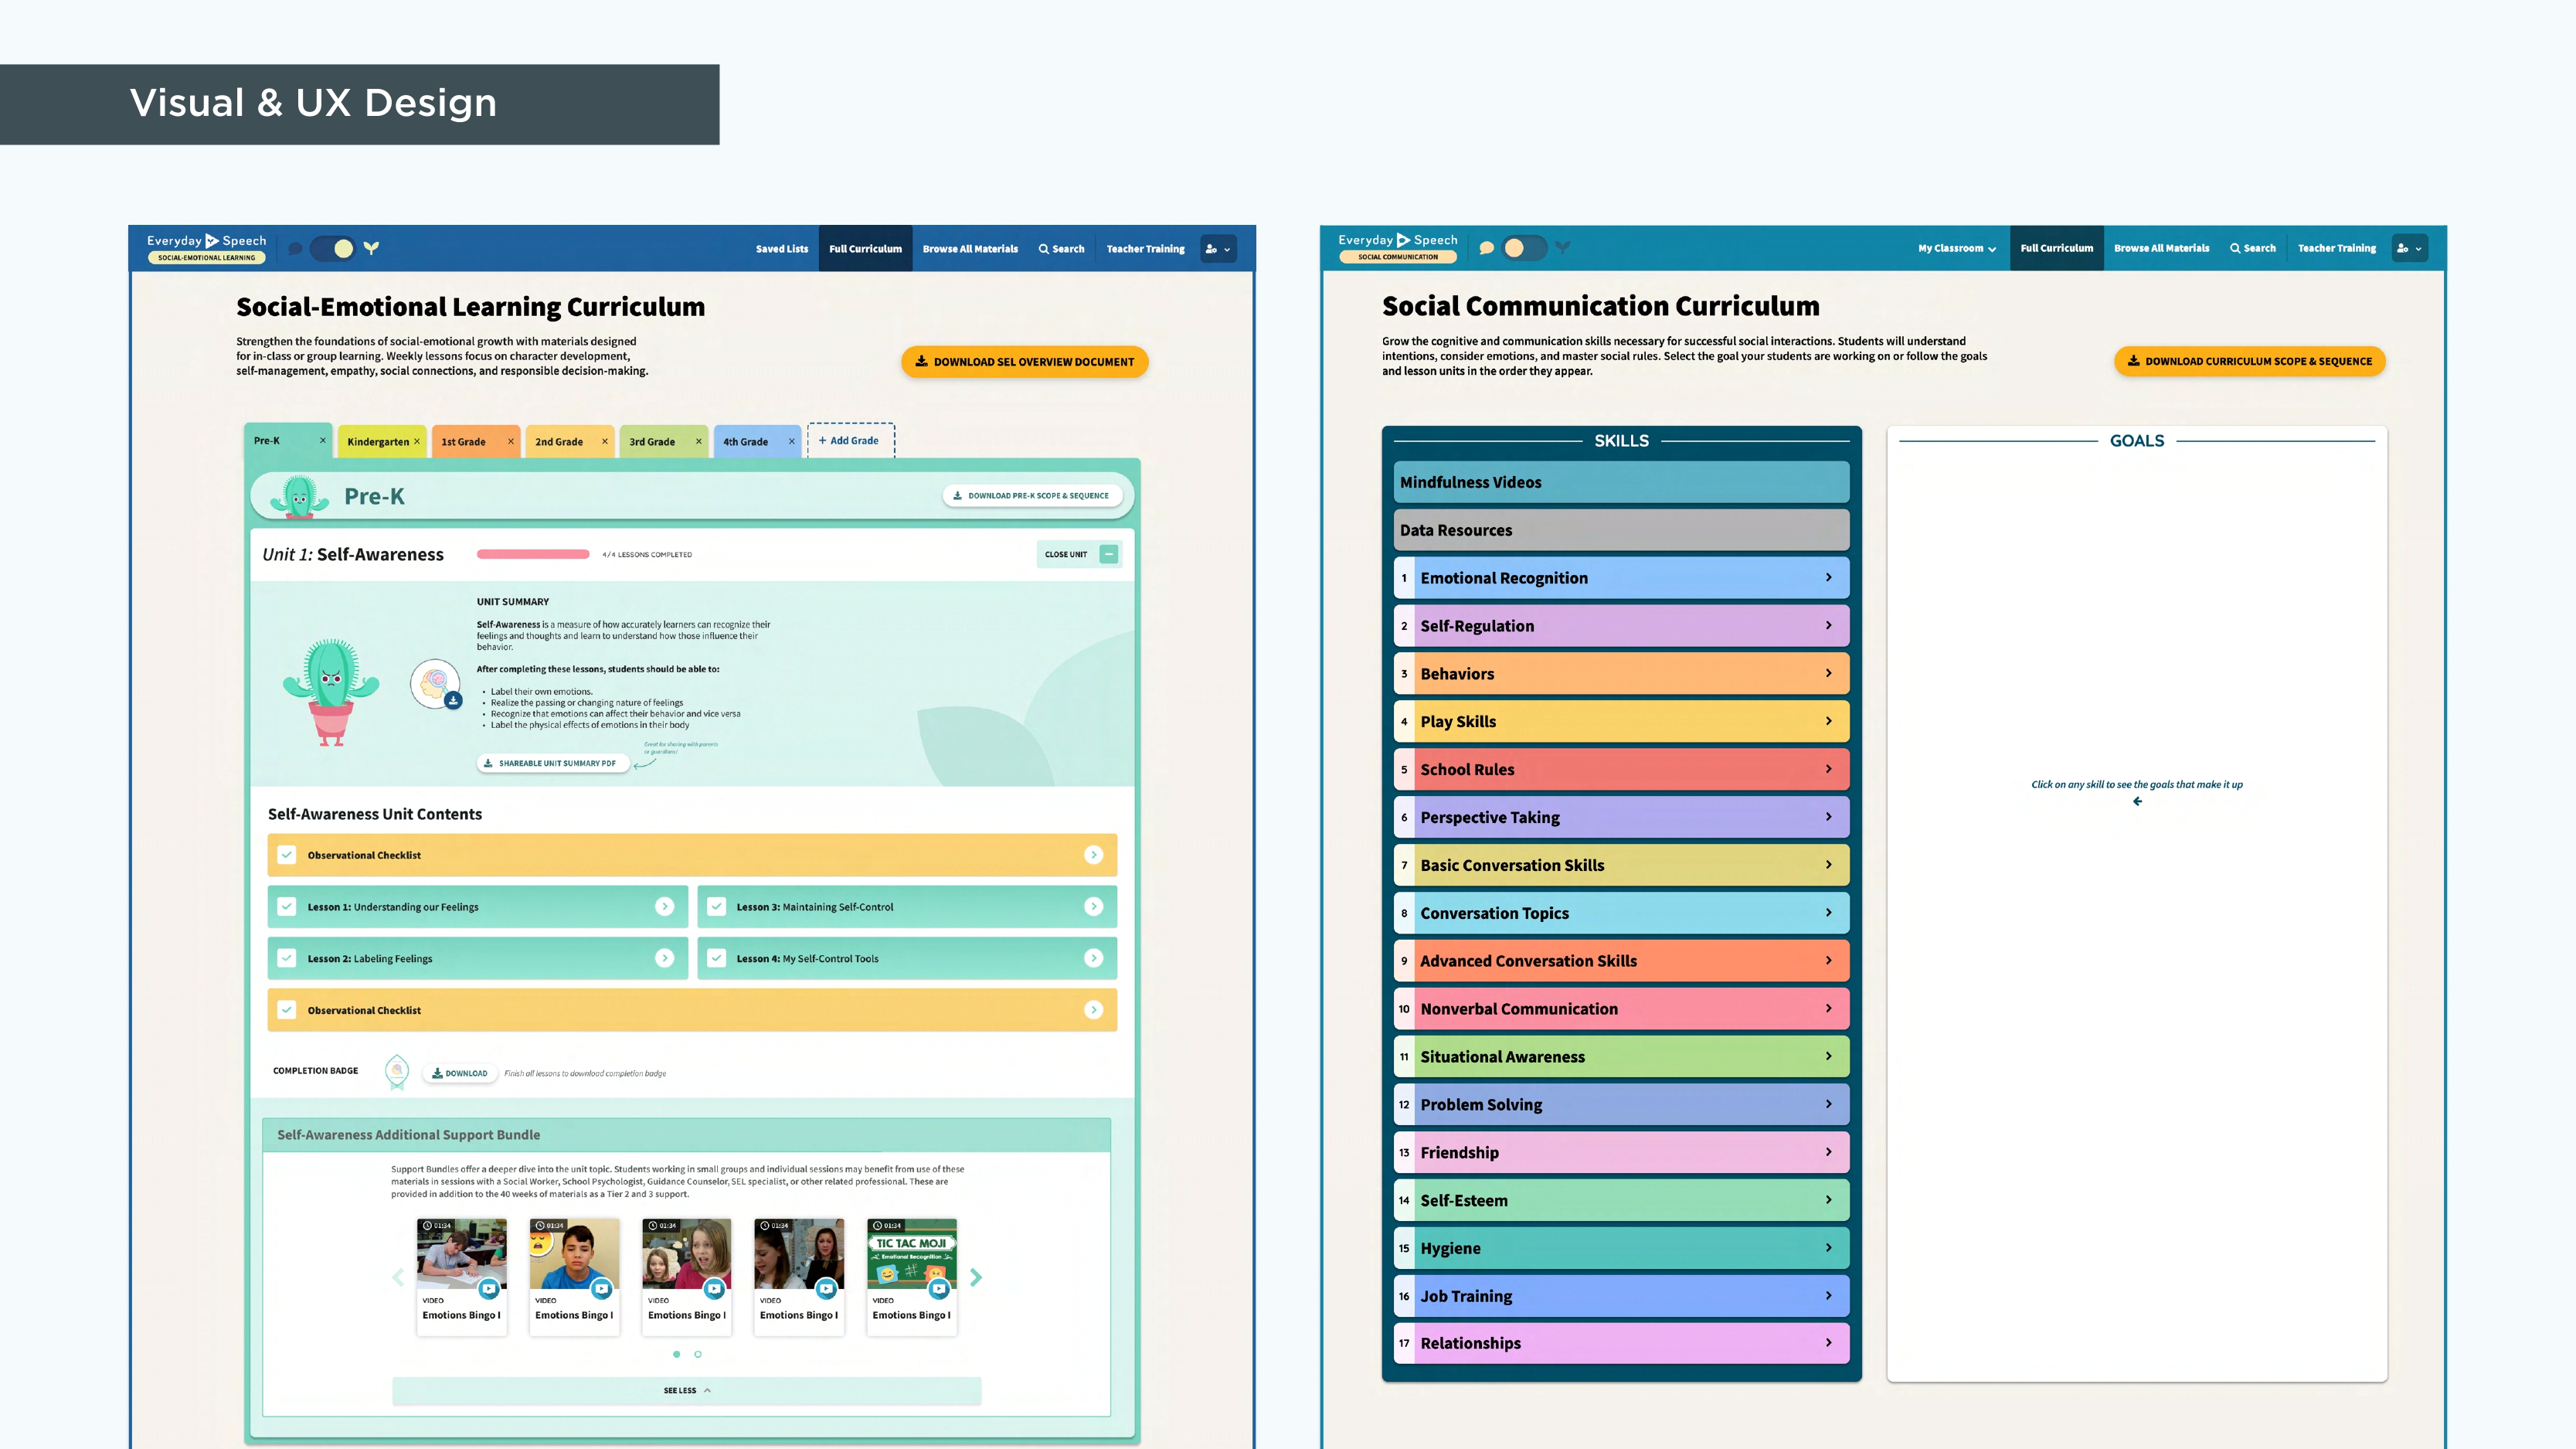 Visual & UX Design
Everyday Speech
SOCIAL-EMOTIONAL LEARNING
Saved Lists
Full Curriculum
Browse All Materials
Search
Teacher Training
Social-Emotional Learning Curriculum
Strengthen the foundations of social-emotional growth with materials designed
for in-class or group learning. Weekly lessons focus on character development,
self-management, empathy, social connections, and responsible decision-making.
DOWNLOAD SEL OVERVIEW DOCUMENT
Pre-K ×
Kindergarten ×
1st Grade ×
2nd Grade ×
3rd Grade ×
4th Grade ×
+ Add Grade
Pre-K
DOWNLOAD PRE-K SCOPE & SEQUENCE
Unit 1: Self-Awareness
4/4 LESSONS COMPLETED
CLOSE UNIT
UNIT SUMMARY
Self-Awareness is a measure of how accurately learners can recognize their
feelings and thoughts and learn to understand how those influence their
behavior.
After completing these lessons, students should be able to:
• Label their own emotions.
• Realize the passing or changing nature of feelings
• Recognize that emotions can affect their behavior and vice versa
• Label the physical effects of emotions in their body
Great for sharing with parents
or guardians!
SHAREABLE UNIT SUMMARY PDF
Self-Awareness Unit Contents
Observational Checklist
Lesson 1: Understanding our Feelings
Lesson 3: Maintaining Self-Control
Lesson 2: Labeling Feelings
Lesson 4: My Self-Control Tools
Observational Checklist
COMPLETION BADGE
DOWNLOAD
Finish all lessons to download completion badge
Self-Awareness Additional Support Bundle
Support Bundles offer a deeper dive into the unit topic. Students working in small groups and individual sessions may benefit from use of these
materials in sessions with a Social Worker, School Psychologist, Guidance Counselor, SEL specialist, or other related professional. These are
provided in addition to the 40 weeks of materials as a Tier 2 and 3 support.
01:34
01:34
01:34
01:34
01:34
TIC TAC MOJI
Emotional Recognition
VIDEO
VIDEO
VIDEO
VIDEO
VIDEO
Emotions Bingo I
Emotions Bingo I
Emotions Bingo I
Emotions Bingo I
Emotions Bingo I
SEE LESS
Everyday Speech
SOCIAL COMMUNICATION
My Classroom
Full Curriculum
Browse All Materials
Search
Teacher Training
Social Communication Curriculum
Grow the cognitive and communication skills necessary for successful social interactions. Students will understand
intentions, consider emotions, and master social rules. Select the goal your students are working on or follow the goals
and lesson units in the order they appear.
DOWNLOAD CURRICULUM SCOPE & SEQUENCE
SKILLS
Mindfulness Videos
Data Resources
1 Emotional Recognition
2 Self-Regulation
3 Behaviors
4 Play Skills
5 School Rules
6 Perspective Taking
7 Basic Conversation Skills
8 Conversation Topics
9 Advanced Conversation Skills
10 Nonverbal Communication
11 Situational Awareness
12 Problem Solving
13 Friendship
14 Self-Esteem
15 Hygiene
16 Job Training
17 Relationships
GOALS
Click on any skill to see the goals that make it up